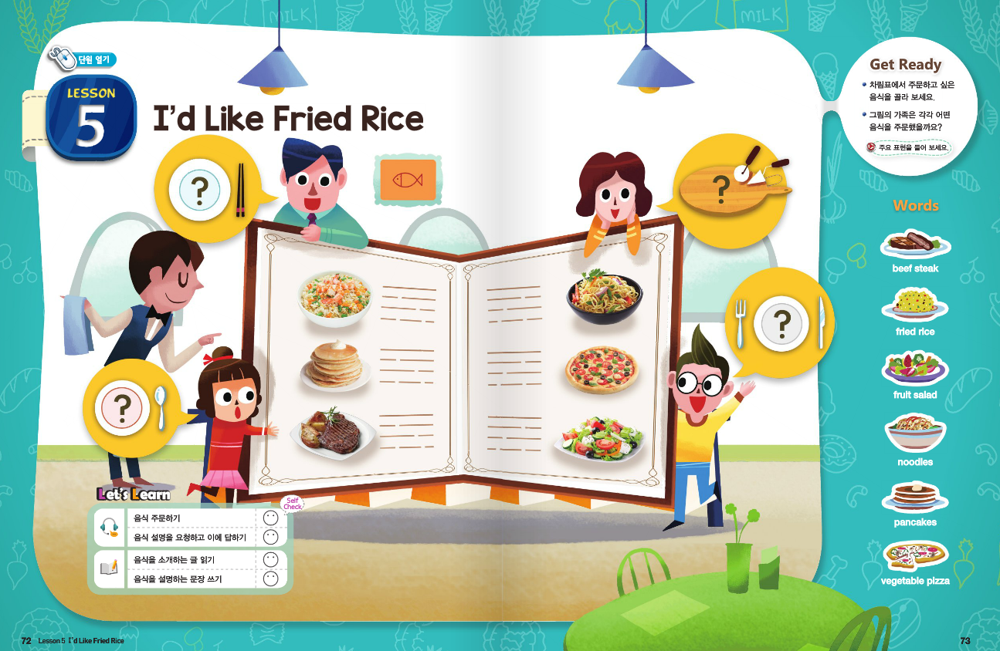 MILK
MILK
단원 열기
LESSON
5
I'd Like Fried Rice
?
?
?
?
Get Ready
차림표에서 주문하고 싶은
음식을 골라 보세요.
그림의 가족은 각각 어떤
음식을 주문했을까요?
주요 표현을 들어 보세요.
Words
beef steak
fried rice
fruit salad
noodles
pancakes
vegetable pizza
Let's Learn
Self
Check
음식 주문하기
음식 설명을 요청하고 이에 답하기
음식을 소개하는 글 읽기
음식을 설명하는 문장 쓰기
72 Lesson 5 I'd Like Fried Rice
73